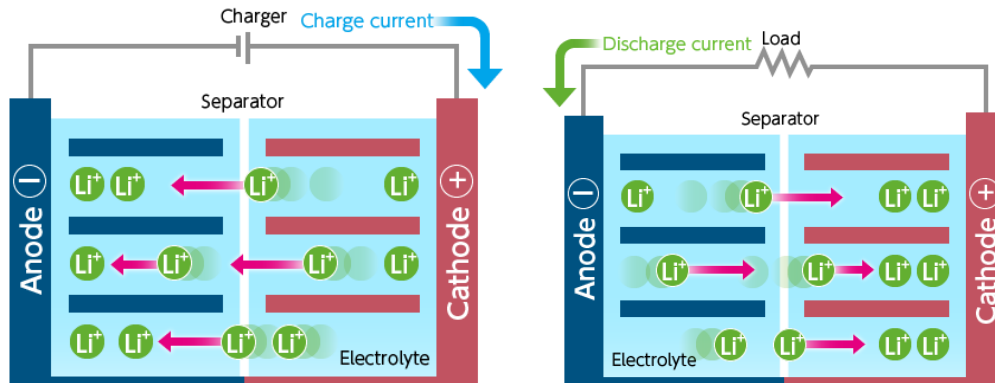 Charger
Charge current
Separator
Anode −
Cathode +
Li⁺ Li⁺ Li⁺ Li⁺
Li⁺ Li⁺ Li⁺ Li⁺
Li⁺ Li⁺ Li⁺ Li⁺
Electrolyte
Discharge current
Load
Separator
Anode −
Cathode +
Li⁺ Li⁺ Li⁺ Li⁺
Li⁺ Li⁺ Li⁺ Li⁺
Li⁺ Li⁺ Li⁺ Li⁺
Electrolyte